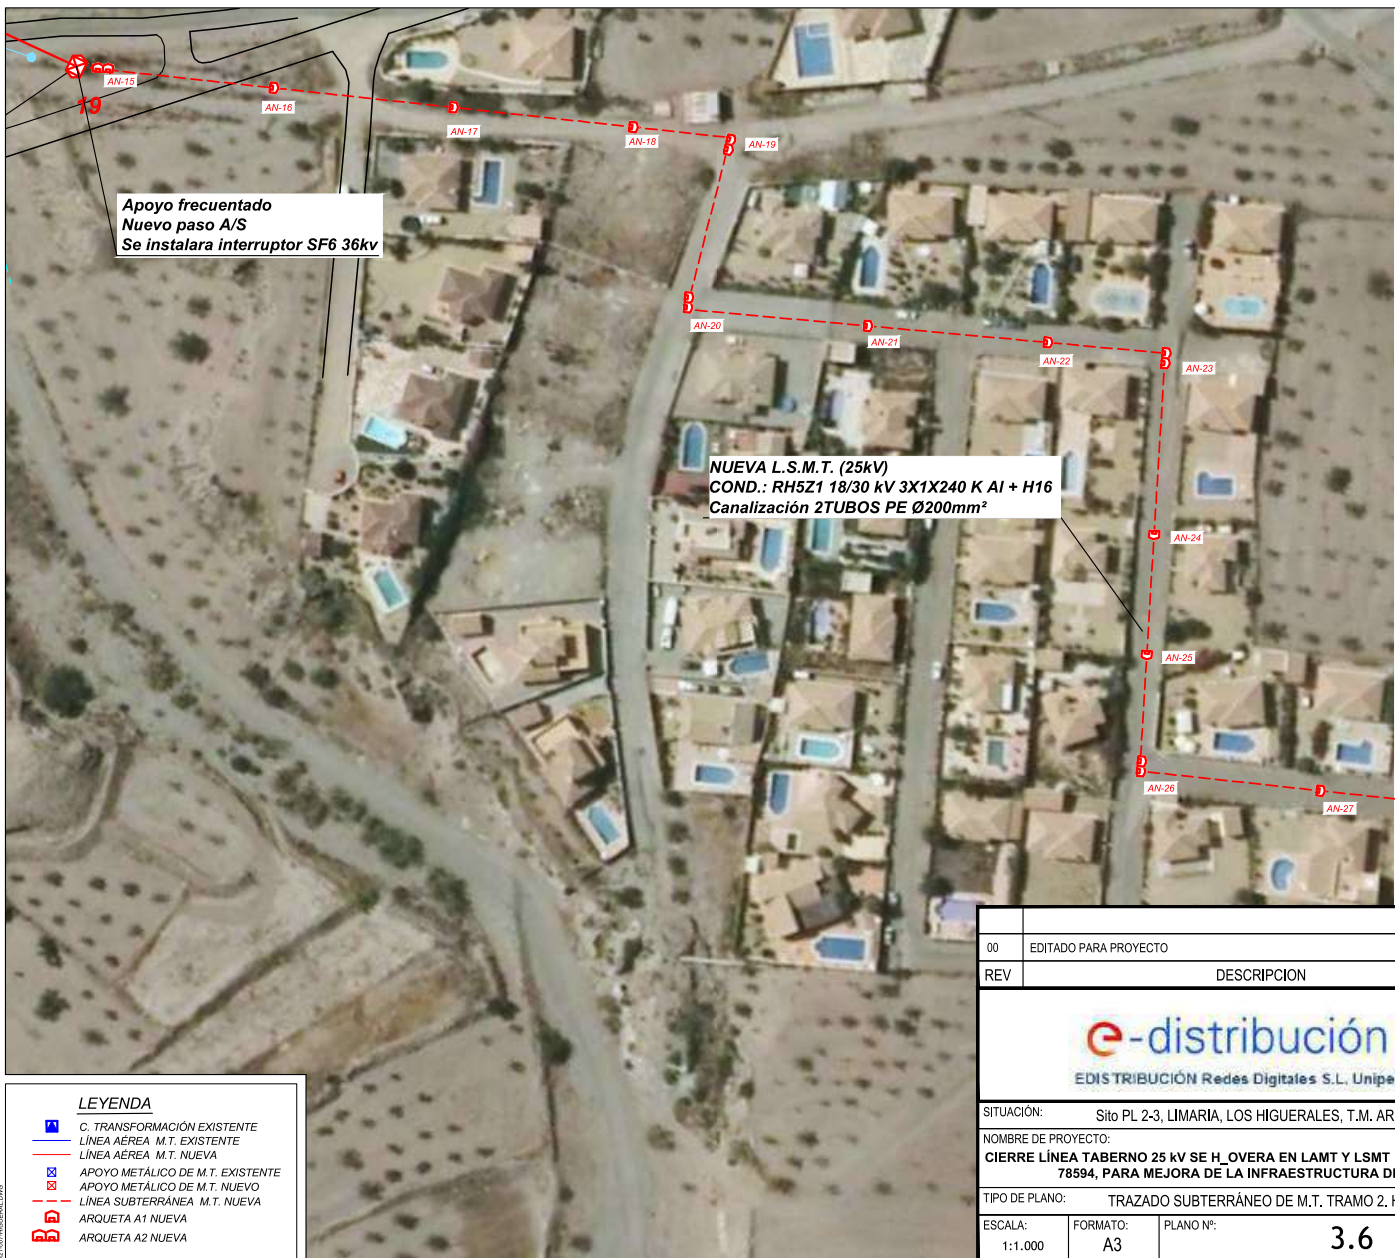 AN-15
19
AN-16
AN-17
AN-18
AN-19
Apoyo frecuentado
Nuevo paso A/S
Se instalara interruptor SF6 36kv
AN-20
AN-21
AN-22
AN-23
NUEVA L.S.M.T. (25kV)
COND.: RH5Z1 18/30 kV 3X1X240 K Al + H16
Canalización 2TUBOS PE Ø200mm²
AN-24
AN-25
AN-26
AN-27
00 EDITADO PARA PROYECTO
REV DESCRIPCION
e-distribución
EDISTRIBUCIÓN Redes Digitales S.L. Unipe
SITUACIÓN: Sito PL 2-3, LIMARIA, LOS HIGUERALES, T.M. AR
NOMBRE DE PROYECTO:
CIERRE LÍNEA TABERNO 25 kV SE H_OVERA EN LAMT Y LSMT
78594, PARA MEJORA DE LA INFRAESTRUCTURA D
TIPO DE PLANO: TRAZADO SUBTERRÁNEO DE M.T. TRAMO 2. H
ESCALA: FORMATO: PLANO Nº:
1:1.000 A3 3.6
LEYENDA
C. TRANSFORMACIÓN EXISTENTE
LÍNEA AÉREA M.T. EXISTENTE
LÍNEA AÉREA M.T. NUEVA
APOYO METÁLICO DE M.T. EXISTENTE
APOYO METÁLICO DE M.T. NUEVO
LÍNEA SUBTERRÁNEA M.T. NUEVA
ARQUETA A1 NUEVA
ARQUETA A2 NUEVA